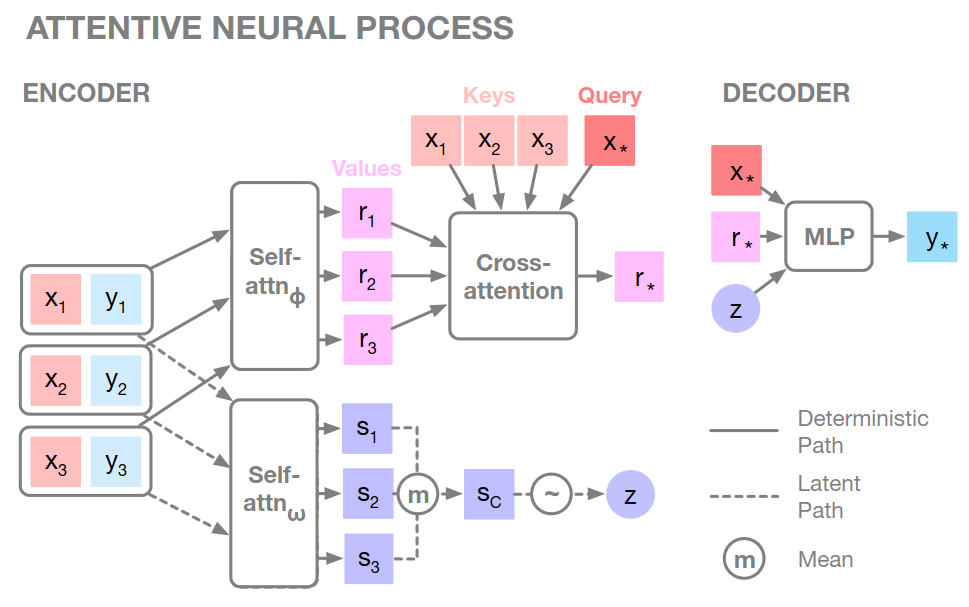 ATTENTIVE NEURAL PROCESS
ENCODER
Keys
Query
DECODER
x₁
x₂
x₃
x*
Values
x*
r₁
r*
MLP
y*
z
Self-
attnϕ
r₂
Cross-
attention
r*
x₁ y₁
r₃
x₂ y₂
x₃ y₃
s₁
Self-
attnω
s₂
m
s_C
~
z
s₃
Deterministic
Path
Latent
Path
m
Mean